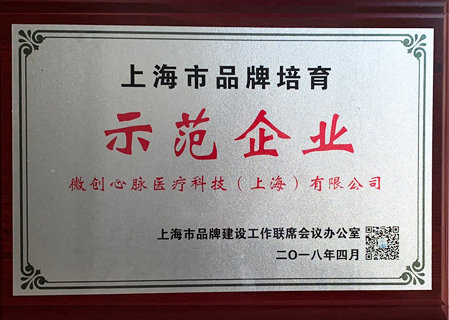 上海市品牌培育
示范企业
微创心脉医疗科技（上海）有限公司
上海市品牌建设工作联席会议办公室
二〇一八年四月